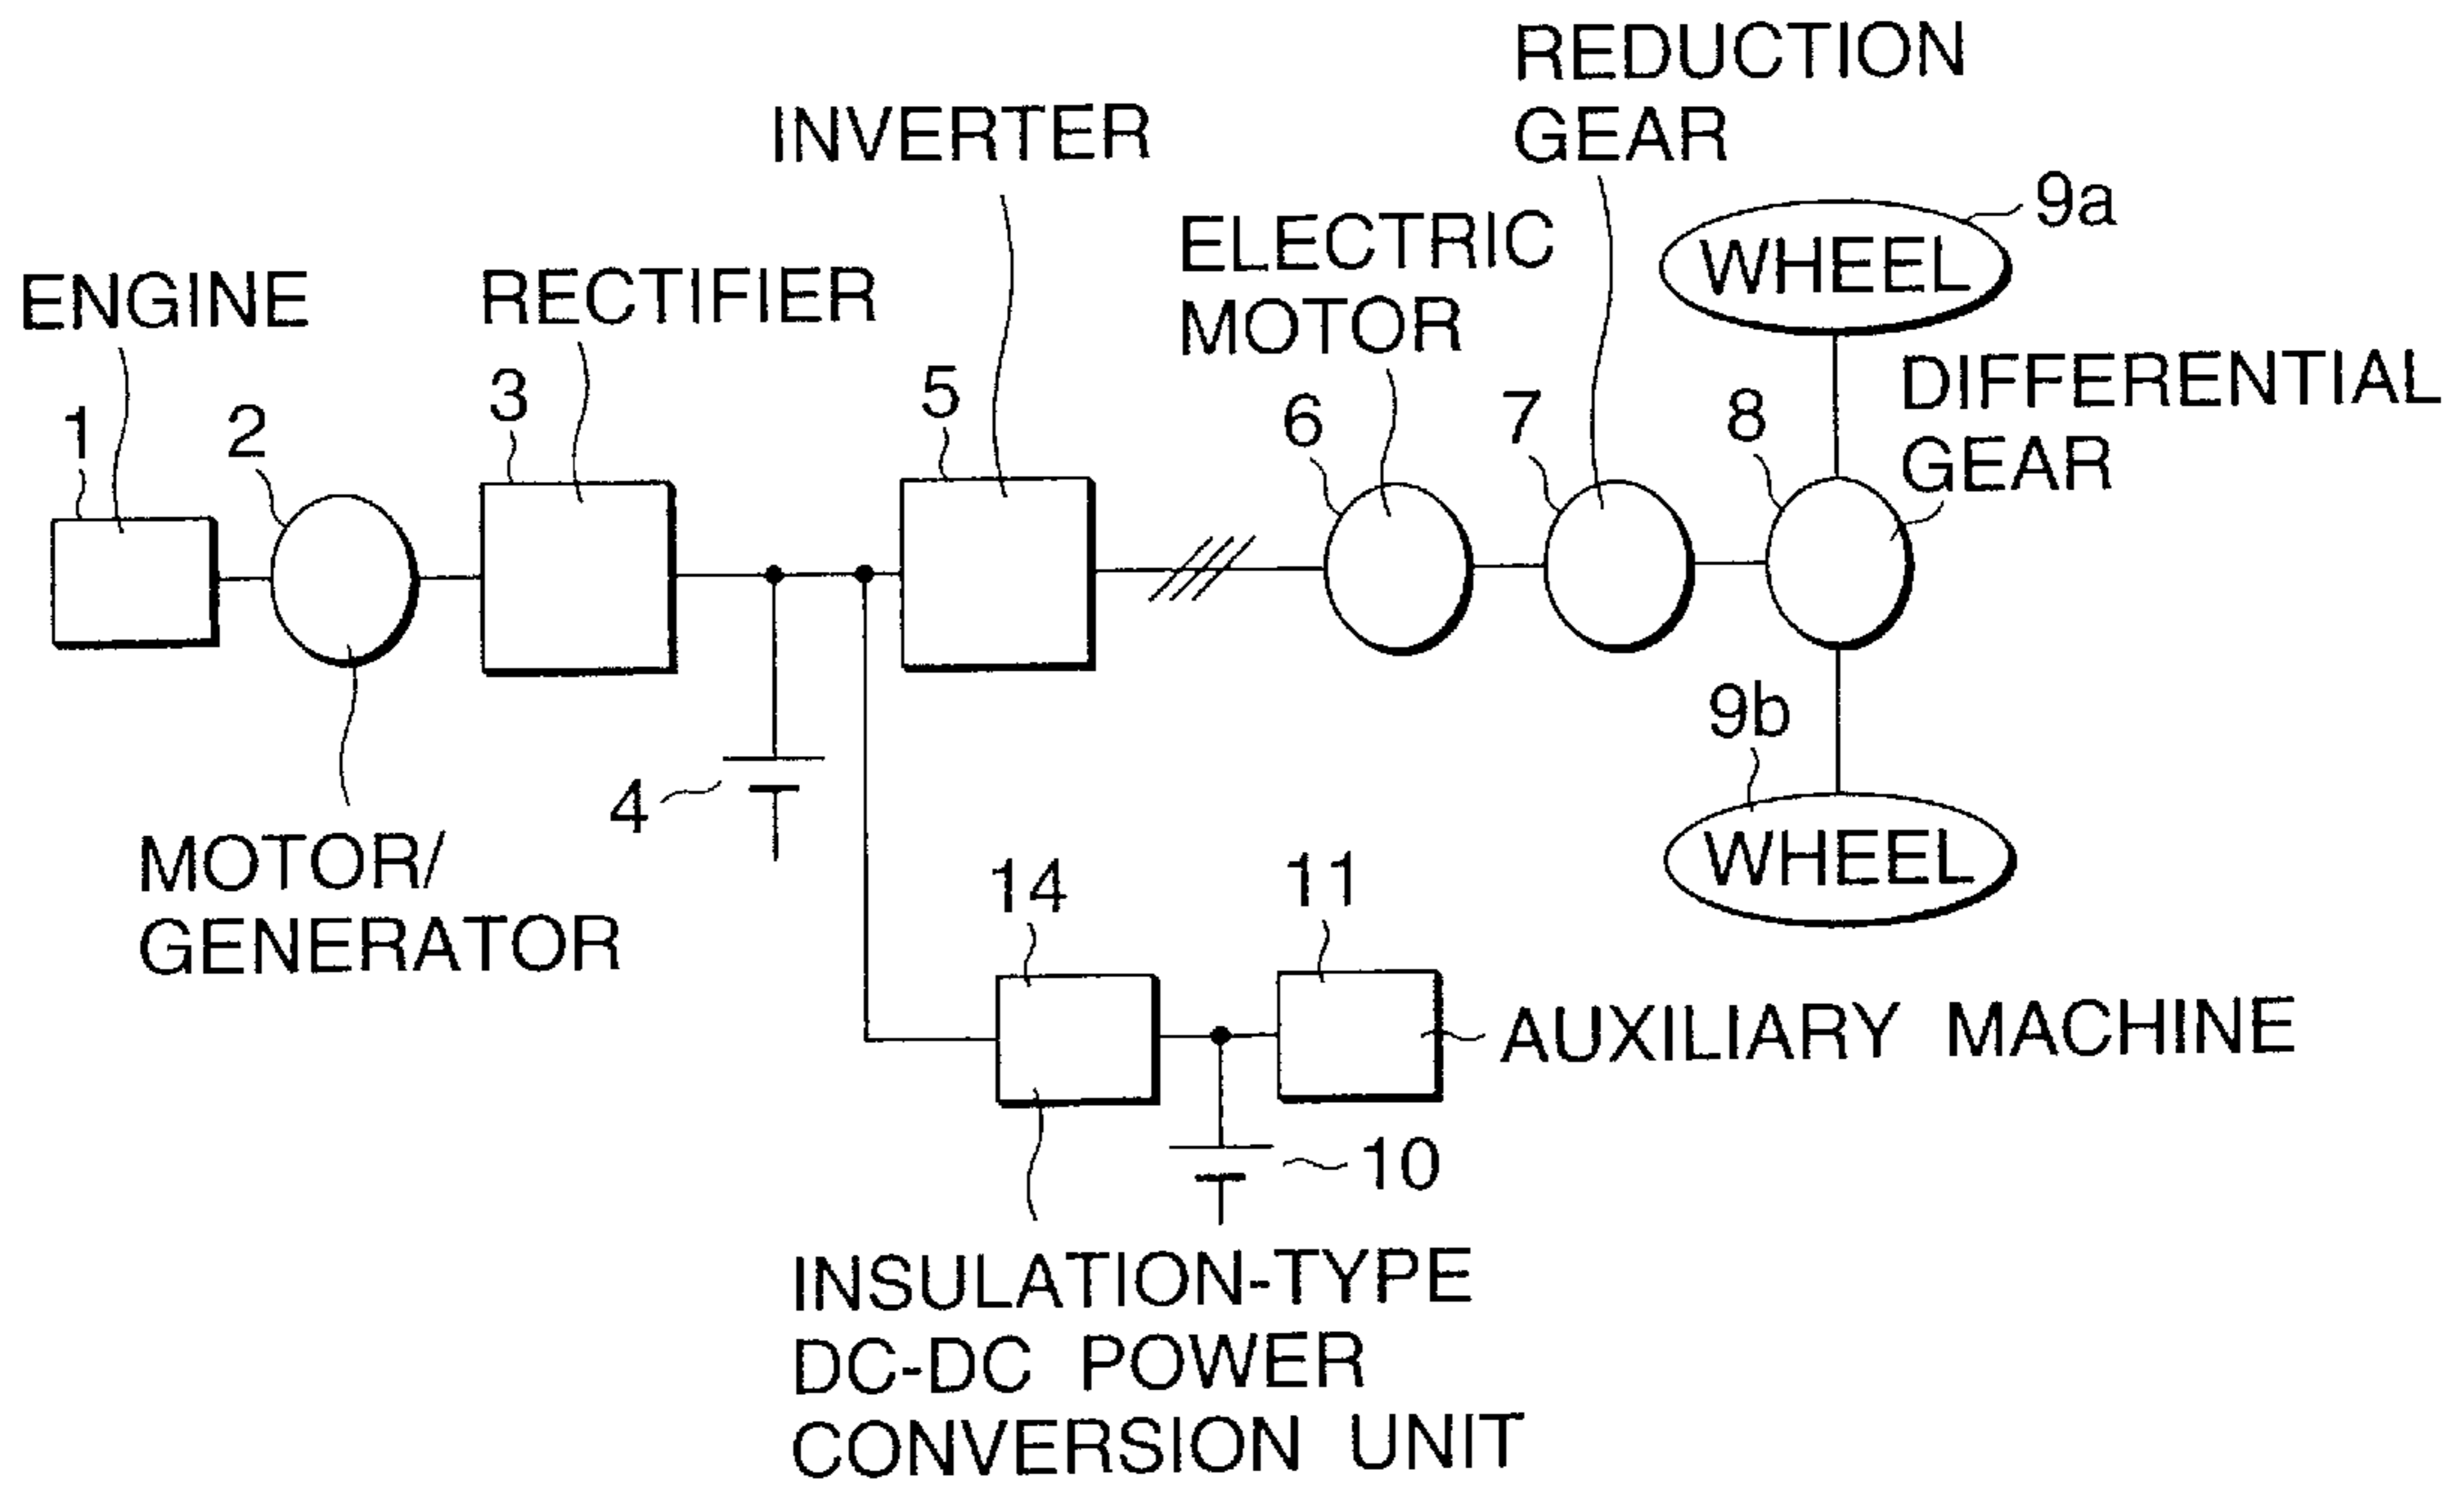 REDUCTION
GEAR
INVERTER
9a
WHEEL
ELECTRIC
MOTOR
ENGINE
RECTIFIER
DIFFERENTIAL
GEAR
1
2
3
5
6
7
8
9b
WHEEL
4
MOTOR/
GENERATOR
14
11
AUXILIARY MACHINE
10
INSULATION-TYPE
DC-DC POWER
CONVERSION UNIT